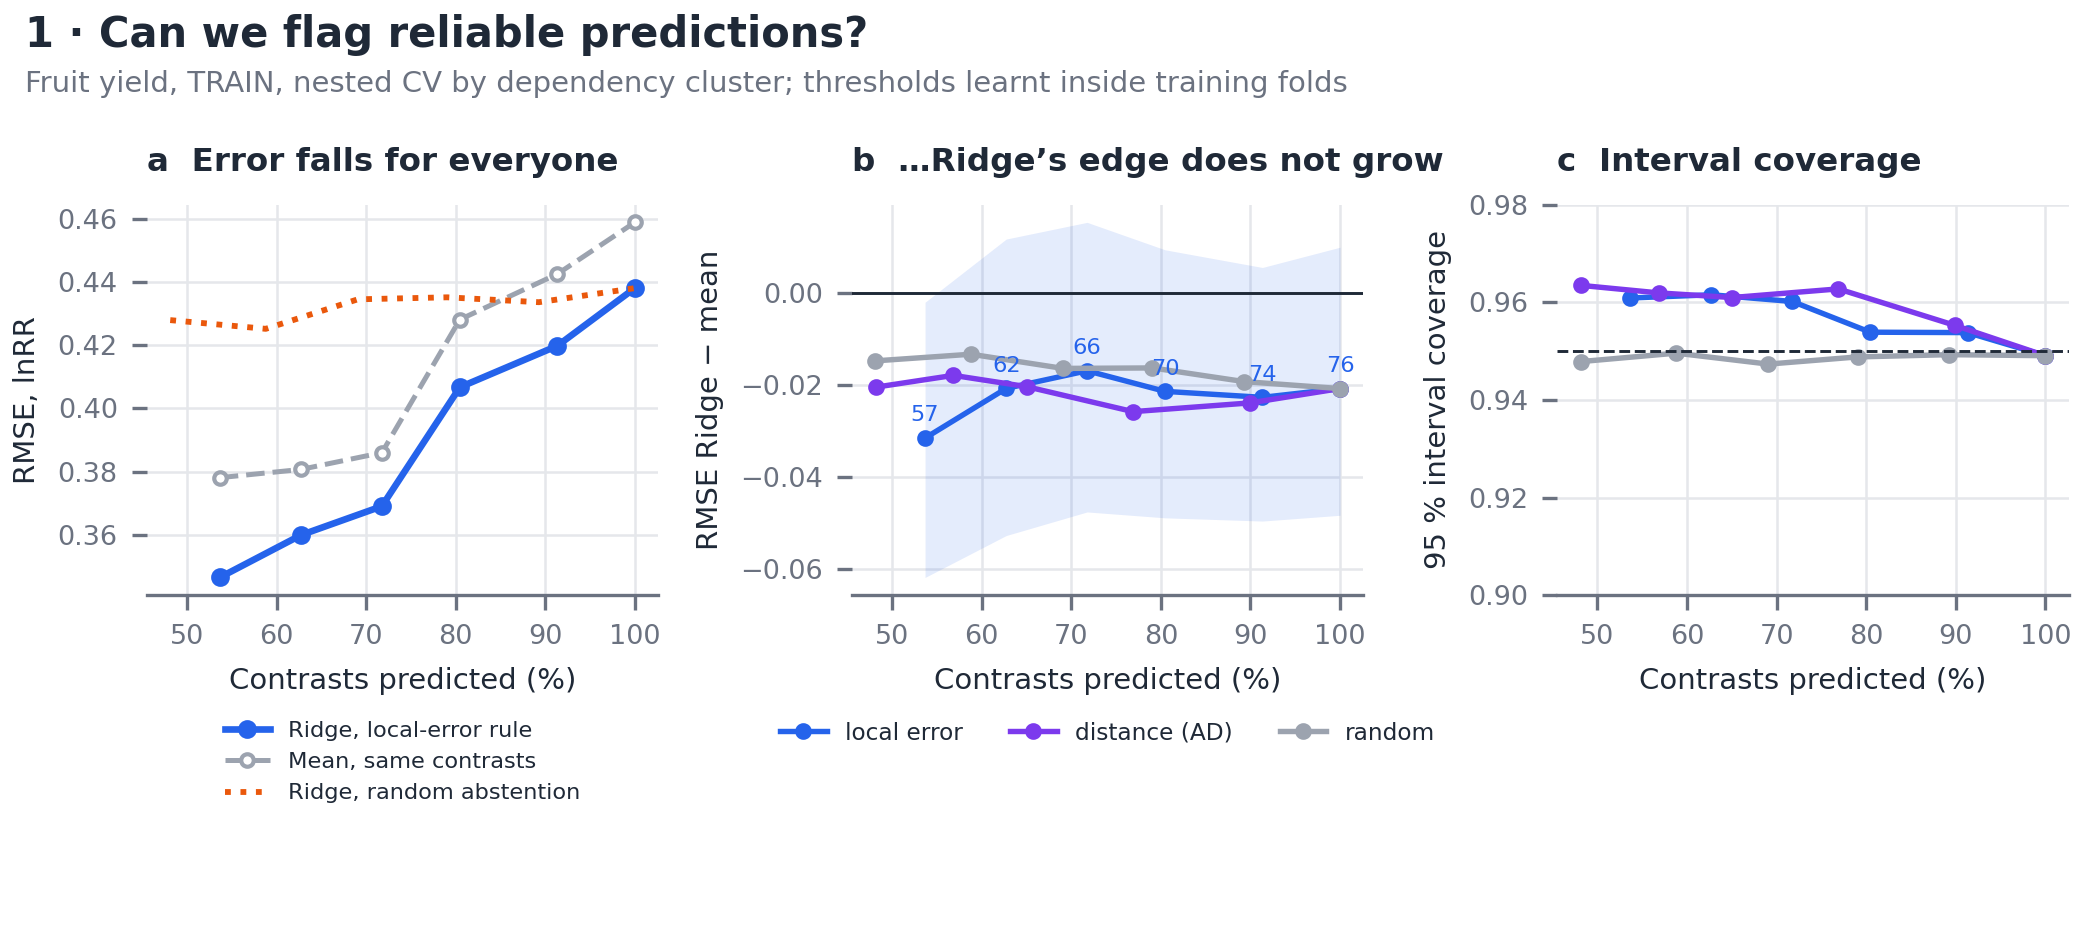 1 · Can we flag reliable predictions?
Fruit yield, TRAIN, nested CV by dependency cluster; thresholds learnt inside training folds
a Error falls for everyone
0.46
0.44
0.42
0.40
0.38
0.36
RMSE, lnRR
50 60 70 80 90 100
Contrasts predicted (%)
Ridge, local-error rule
Mean, same contrasts
Ridge, random abstention
b …Ridge’s edge does not grow
0.00
−0.02
−0.04
−0.06
RMSE Ridge − mean
57 62 66 70 74 76
50 60 70 80 90 100
Contrasts predicted (%)
local error distance (AD) random
c Interval coverage
0.98
0.96
0.94
0.92
0.90
95 % interval coverage
50 60 70 80 90 100
Contrasts predicted (%)